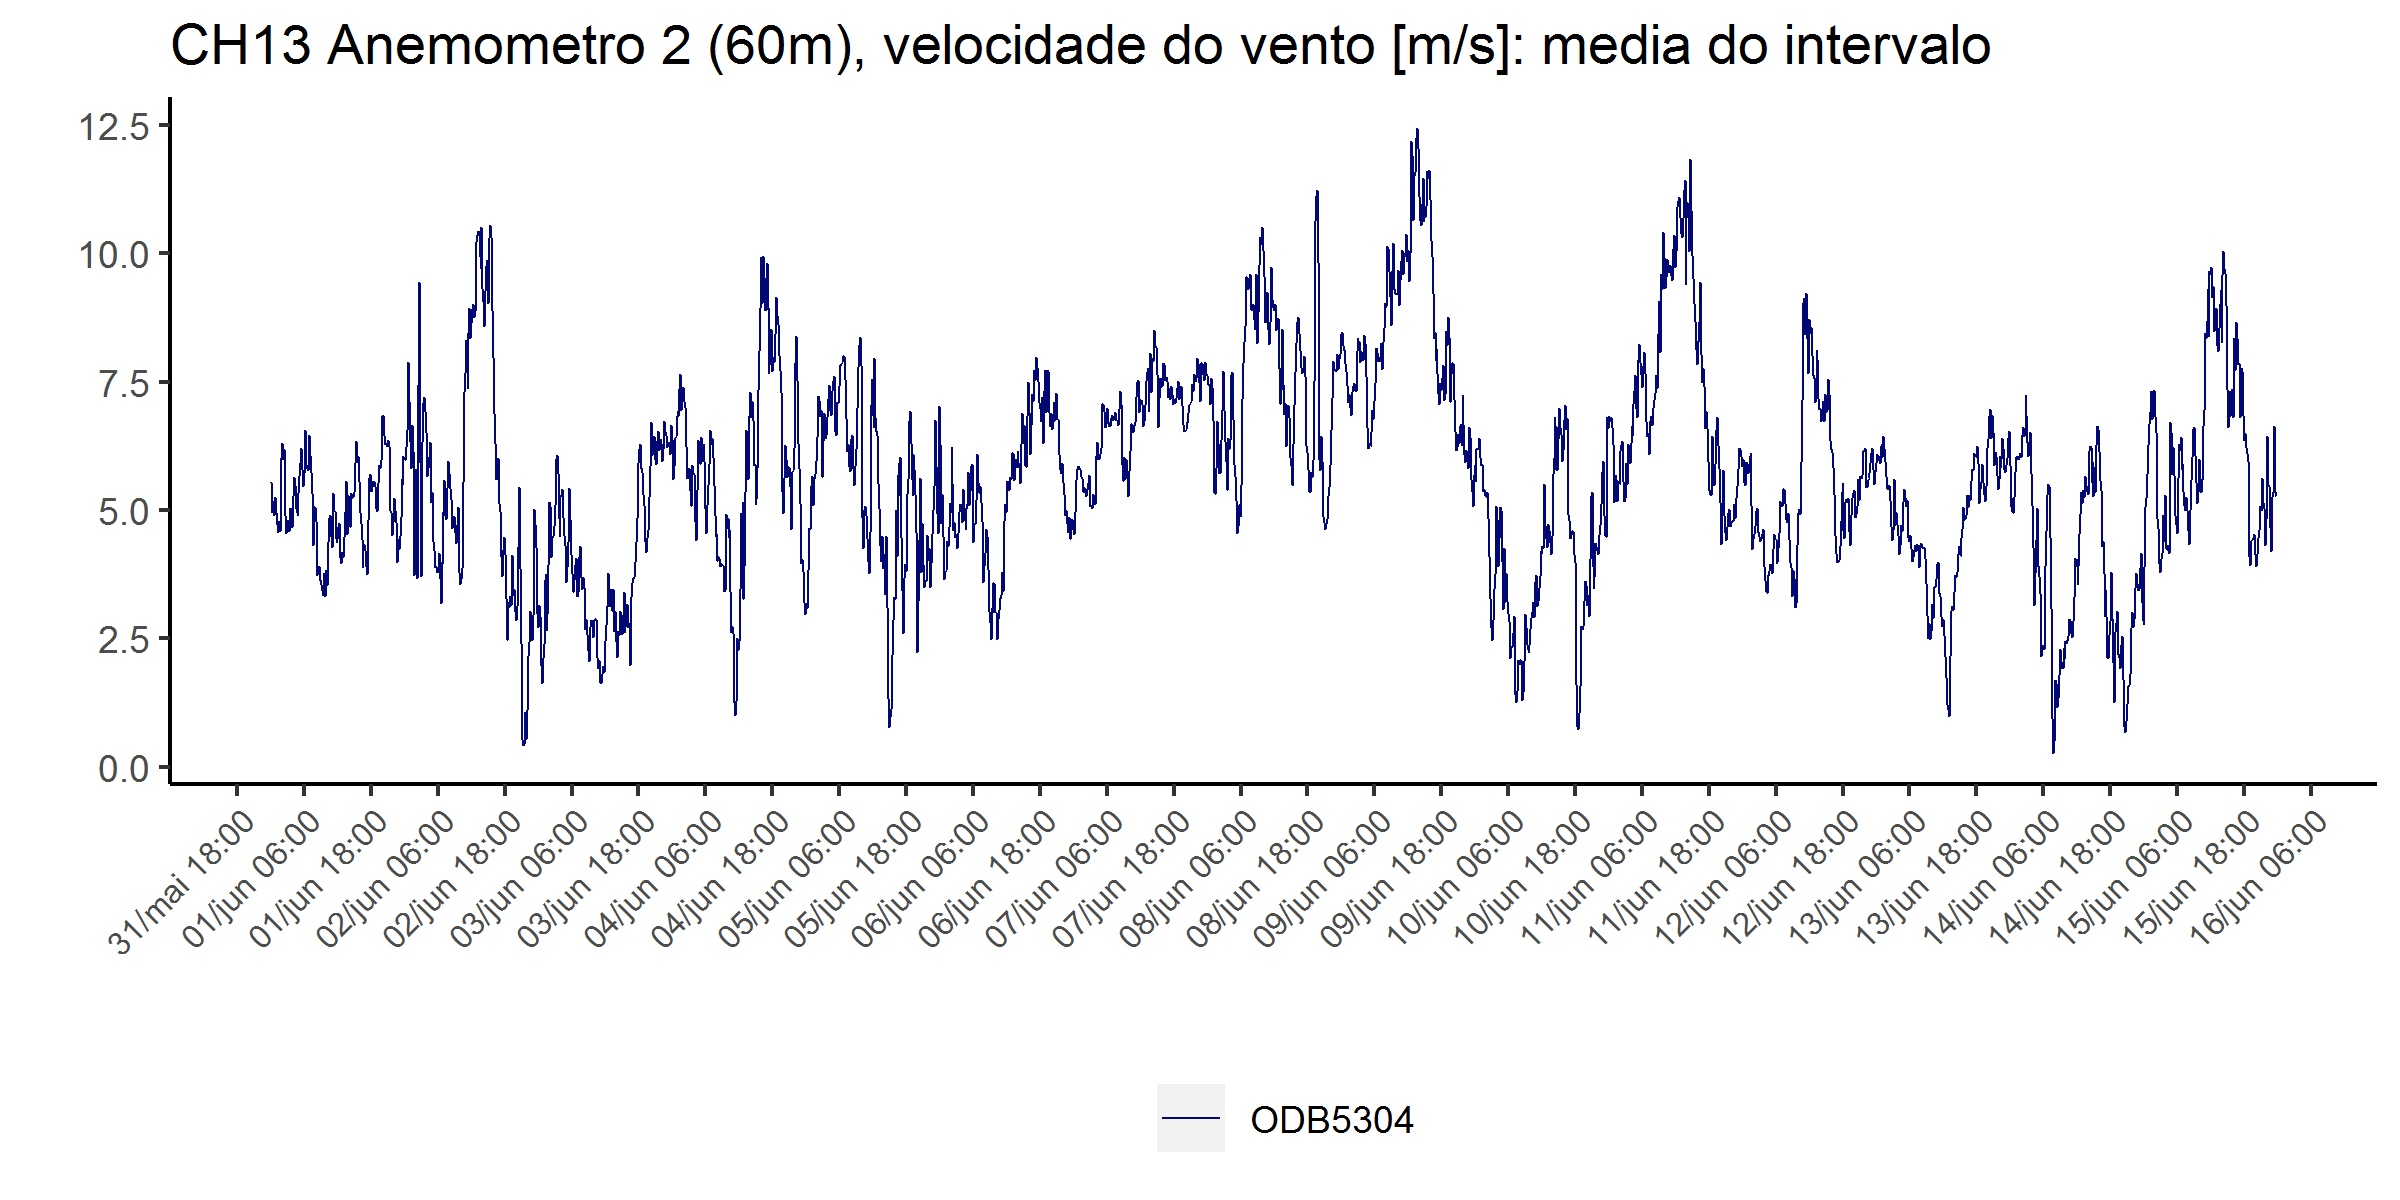 CH13 Anemometro 2 (60m), velocidade do vento [m/s]: media do intervalo
12.5
10.0
7.5
5.0
2.5
0.0
31/mai 18:00
01/jun 06:00
01/jun 18:00
02/jun 06:00
02/jun 18:00
03/jun 06:00
03/jun 18:00
04/jun 06:00
04/jun 18:00
05/jun 06:00
05/jun 18:00
06/jun 06:00
06/jun 18:00
07/jun 06:00
07/jun 18:00
08/jun 06:00
08/jun 18:00
09/jun 06:00
09/jun 18:00
10/jun 06:00
10/jun 18:00
11/jun 06:00
11/jun 18:00
12/jun 06:00
12/jun 18:00
13/jun 06:00
13/jun 18:00
14/jun 06:00
14/jun 18:00
15/jun 06:00
15/jun 18:00
16/jun 06:00
ODB5304